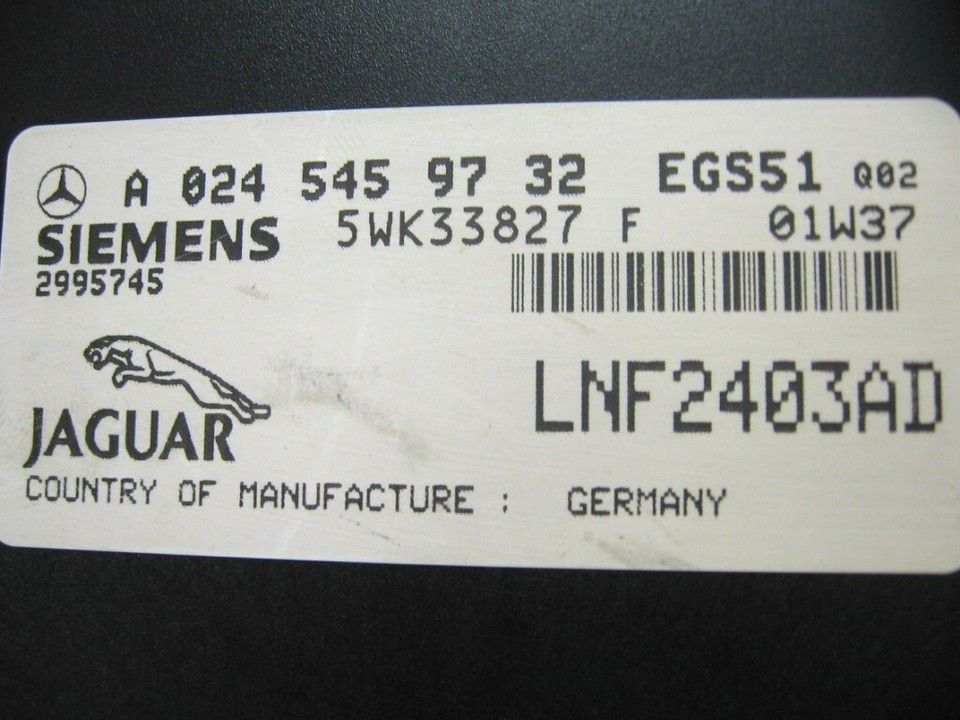 A 024 545 97 32 EGS51 Q02
SIEMENS 5WK33827 F 01W37
2995745
LNF2403AD
JAGUAR
COUNTRY OF MANUFACTURE : GERMANY